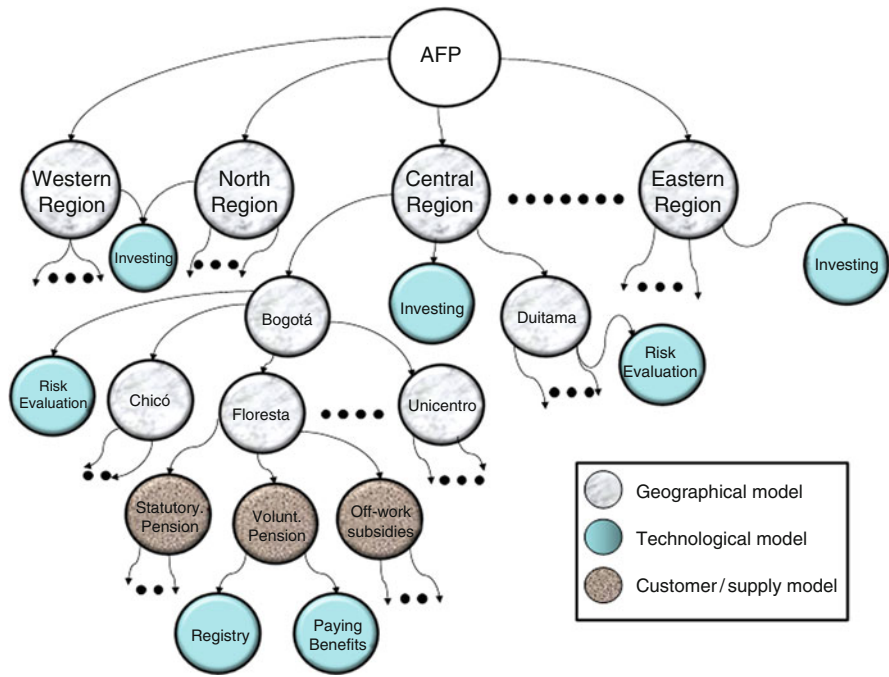 AFP
Western
Region
North
Region
Central
Region
Eastern
Region
Investing
Investing
Investing
Bogotá
Duitama
Risk
Evaluation
Risk
Evaluation
Chicó
Floresta
Unicentro
Statutory.
Pension
Volunt.
Pension
Off-work
subsidies
Registry
Paying
Benefits
Geographical model
Technological model
Customer/supply model